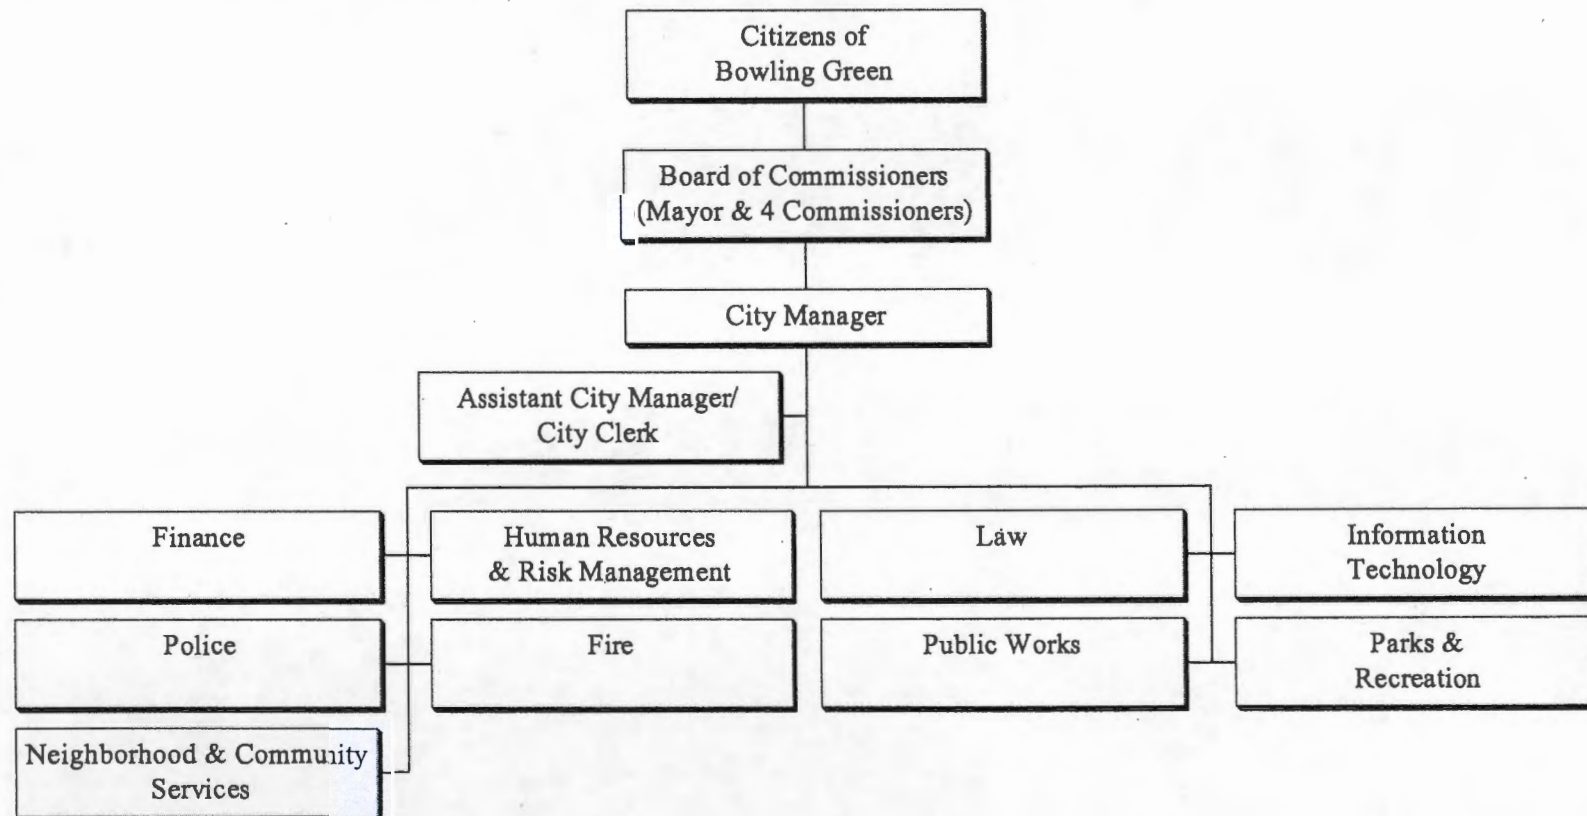 Citizens of
Bowling Green
Board of Commissioners
(Mayor & 4 Commissioners)
City Manager
Assistant City Manager/
City Clerk
Finance
Human Resources
& Risk Management
Law
Information
Technology
Police
Fire
Public Works
Parks &
Recreation
Neighborhood & Community
Services